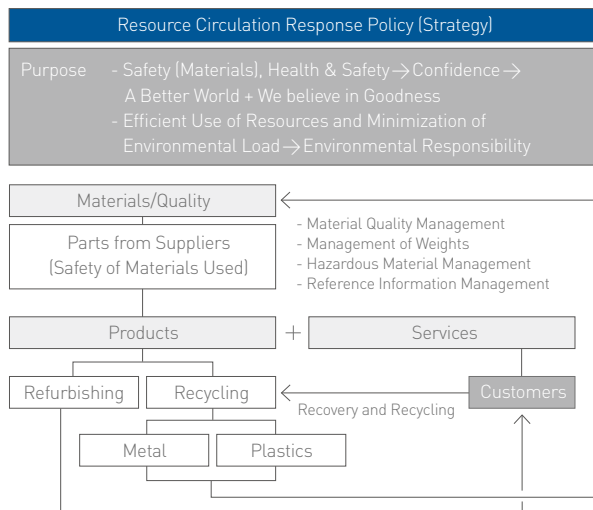 Resource Circulation Response Policy (Strategy)
Purpose - Safety (Materials), Health & Safety→Confidence→
A Better World + We believe in Goodness
- Efficient Use of Resources and Minimization of
Environmental Load→Environmental Responsibility
Materials/Quality
Parts from Suppliers
(Safety of Materials Used)
- Material Quality Management
- Management of Weights
- Hazardous Material Management
- Reference Information Management
Products + Services
Refurbishing
Recycling
Customers
Recovery and Recycling
Metal
Plastics